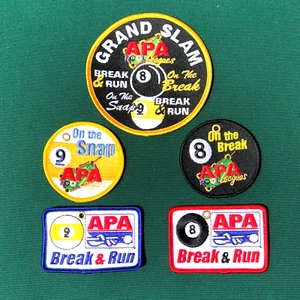 GRAND SLAM
APA
Leagues
BREAK
& RUN
8
On The
Break
On The
Snap
9
BREAK
& RUN
On the
Snap
9
APA
On the
Break
8
APA
Leagues
9
APA
Break & Run
8
APA
Break & Run